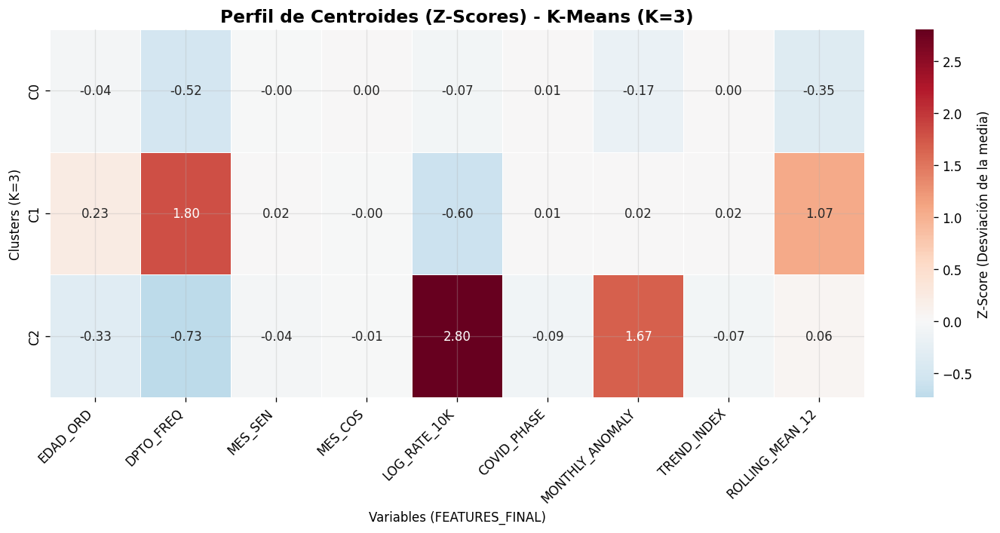 Perfil de Centroides (Z-Scores) - K-Means (K=3)
Clusters (K=3)
C0
-0.04 -0.52 -0.00 0.00 -0.07 0.01 -0.17 0.00 -0.35
C1
0.23 1.80 0.02 -0.00 -0.60 0.01 0.02 0.02 1.07
C2
-0.33 -0.73 -0.04 -0.01 2.80 -0.09 1.67 -0.07 0.06
EDAD_ORD
DPTO_FREQ
MES_SEN
MES_COS
LOG_RATE_10K
COVID_PHASE
MONTHLY_ANOMALY
TREND_INDEX
ROLLING_MEAN_12
Variables (FEATURES_FINAL)
2.5
2.0
1.5
1.0
0.5
0.0
−0.5
Z-Score (Desviación de la media)